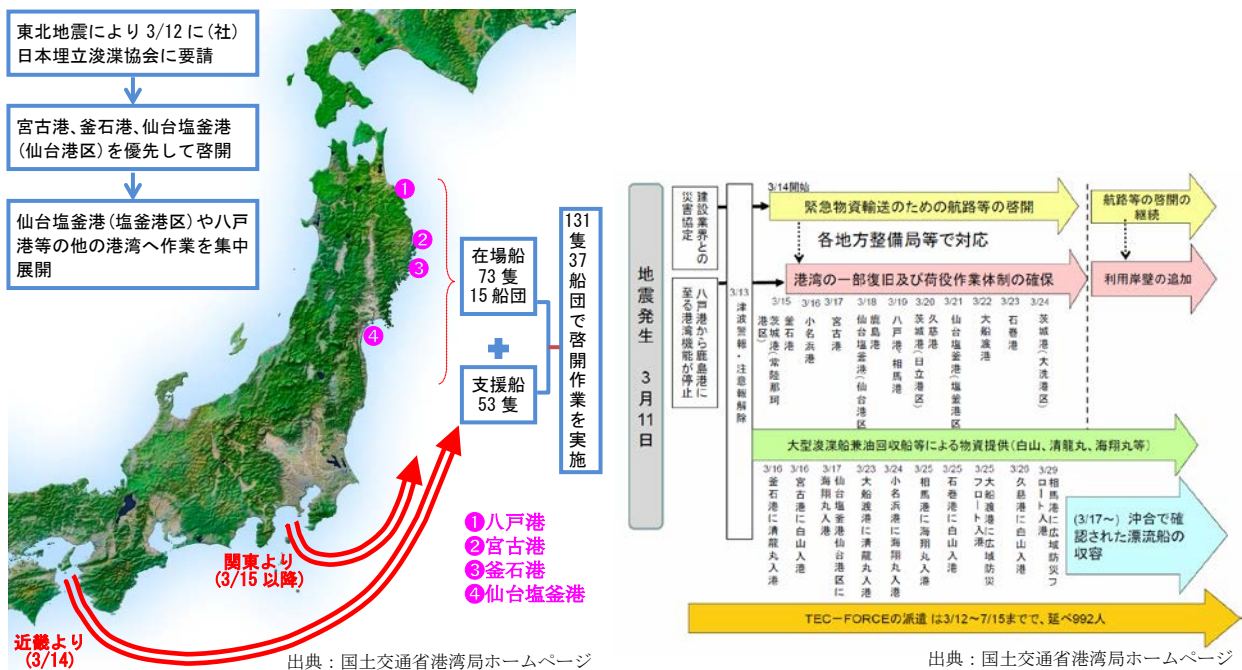 東北地震により 3/12 に(社)
日本埋立浚渫協会に要請
宮古港、釜石港、仙台塩釜港
(仙台港区)を優先して啓開
仙台塩釜港(塩釜港区)や八戸
港等の他の港湾へ作業を集中
展開
❶
❷
❸
❹
在場船
73 隻
15 船団
支援船
53 隻
131隻37船団で啓開作業を実施
❶八戸港
❷宮古港
❸釜石港
❹仙台塩釜港
関東より
(3/15 以降)
近畿より
(3/14)
出典：国土交通省港湾局ホームページ
地震発生 3月11日
建設業界との
災害協定
八戸港から鹿島港に
至る港湾機能が停止
3/13
津波警報・注意報解除
3/14開始
緊急物資輸送のための航路等の啓開
航路等の啓開の
継続
各地方整備局等で対応
港湾の一部復旧及び荷役作業体制の確保
利用岸壁の追加
3/15
釜石港
茨城港(常陸那珂
港区)
3/16
小名浜港
3/17
宮古港
3/18
鹿島港
仙台塩釜港(仙台港区)
3/19
八戸港、相馬港
3/20
久慈港
茨城港(日立港区)
3/21
仙台塩釜港(塩釜港区)
3/22
大船渡港
3/23
石巻港
3/24
茨城港(大洗港区)
大型浚渫船兼油回収船等による物資提供(白山、清龍丸、海翔丸等)
3/16
釜石港に清龍丸入港
3/16
宮古港に白山入港
3/17
仙台塩釜港仙台港区に
海翔丸入港
3/23
大船渡港に清龍丸入港
3/24
小名浜港に海翔丸入港
3/25
相馬港に海翔丸入港
3/25
石巻港に白山入港
3/25
大船渡港に広域防災
フロート入港
3/26
久慈港に白山入港
3/29
相馬港に広域防災フ
ロート入港
(3/17～) 沖合で確
認された漂流船の
収容
TEC－FORCEの派遣 は3/12～7/15までで、延べ992人
出典：国土交通省港湾局ホームページ